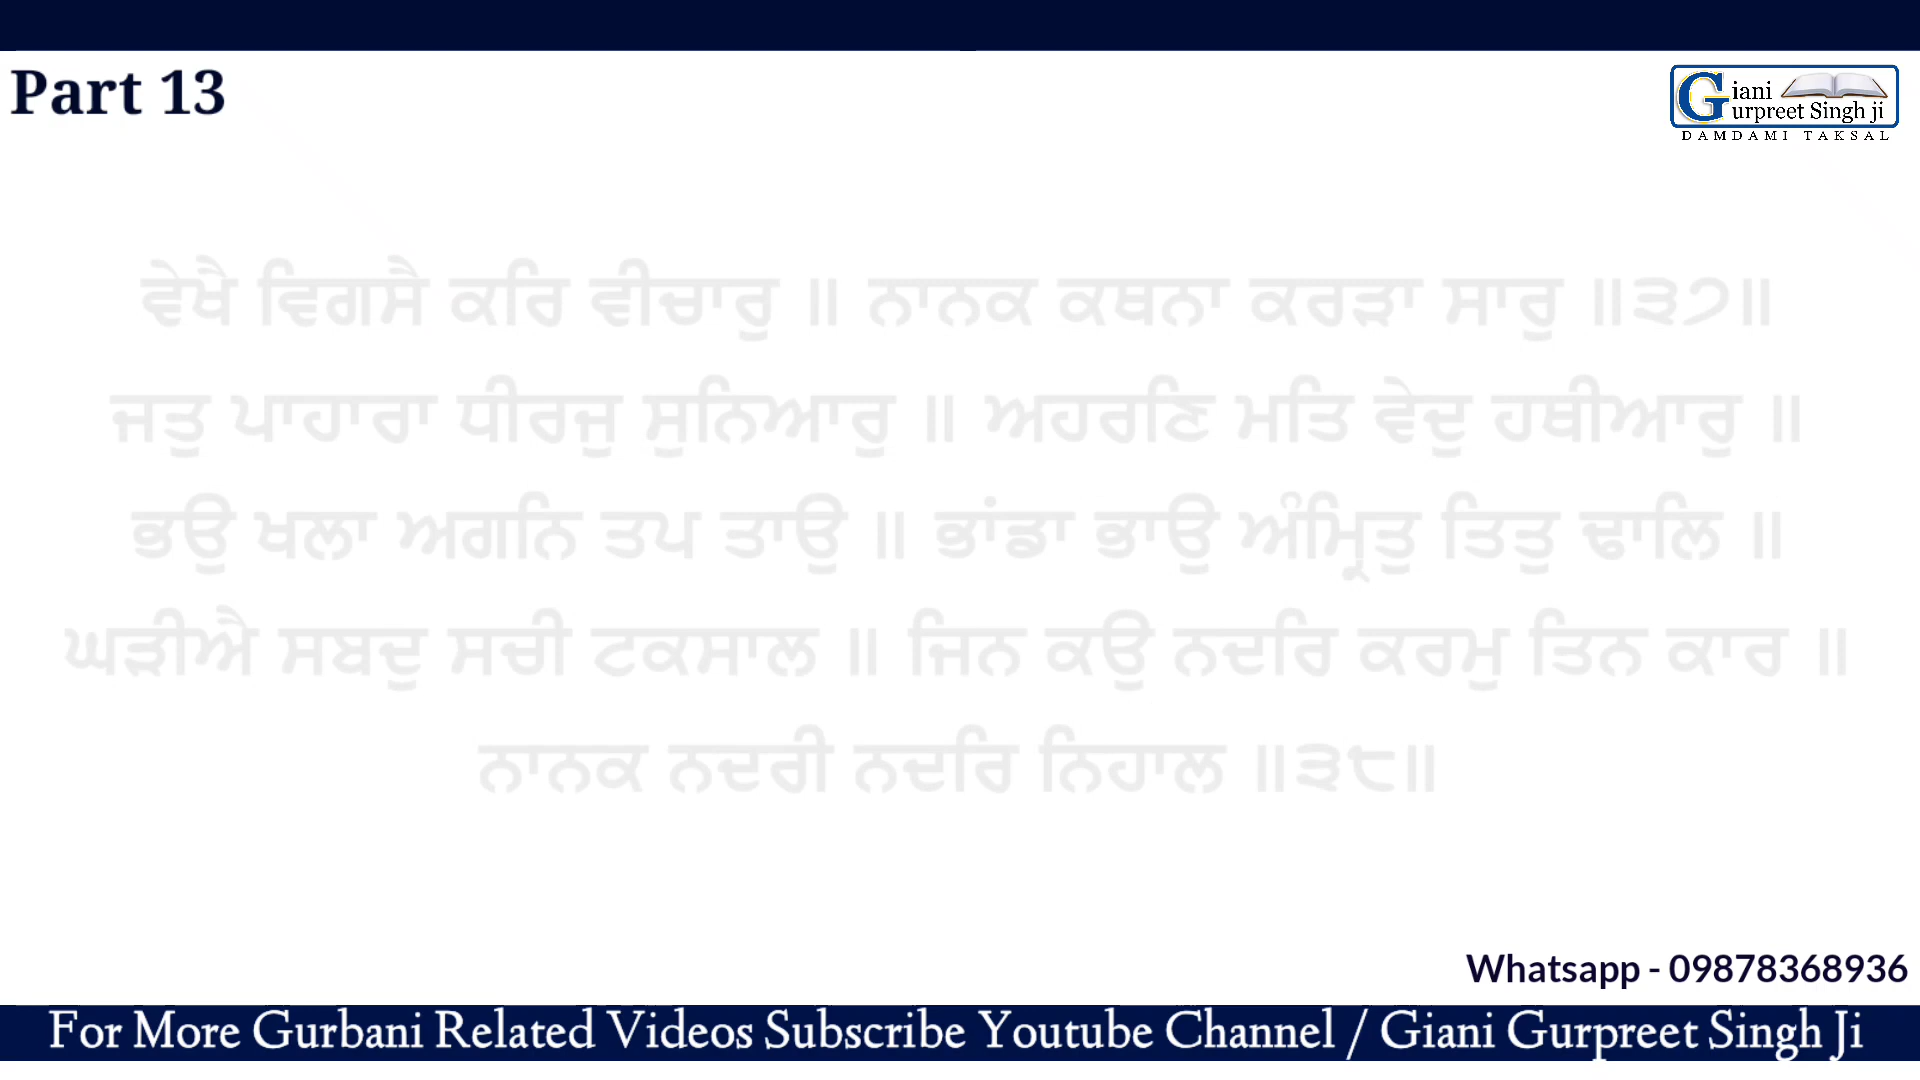 Part 13
Giani
Gurpreet Singh ji
DAMDAMI TAKSAL
ਵੇਖੈ ਵਿਗਸੈ ਕਰਿ ਵੀਚਾਰੁ ॥ ਨਾਨਕ ਕਥਨਾ ਕਰੜਾ ਸਾਰੁ ॥੩੭॥
ਜਤੁ ਪਾਹਾਰਾ ਧੀਰਜੁ ਸੁਨਿਆਰੁ ॥ ਅਹਰਣਿ ਮਤਿ ਵੇਦੁ ਹਥੀਆਰੁ ॥
ਭਉ ਖਲਾ ਅਗਨਿ ਤਪ ਤਾਉ ॥ ਭਾਂਡਾ ਭਾਉ ਅੰਮ੍ਰਿਤੁ ਤਿਤੁ ਢਾਲਿ ॥
ਘੜੀਐ ਸਬਦੁ ਸਚੀ ਟਕਸਾਲ ॥ ਜਿਨ ਕਉ ਨਦਰਿ ਕਰਮੁ ਤਿਨ ਕਾਰ ॥
ਨਾਨਕ ਨਦਰੀ ਨਦਰਿ ਨਿਹਾਲ ॥੩੮॥
Whatsapp - 09878368936
For More Gurbani Related Videos Subscribe Youtube Channel / Giani Gurpreet Singh Ji